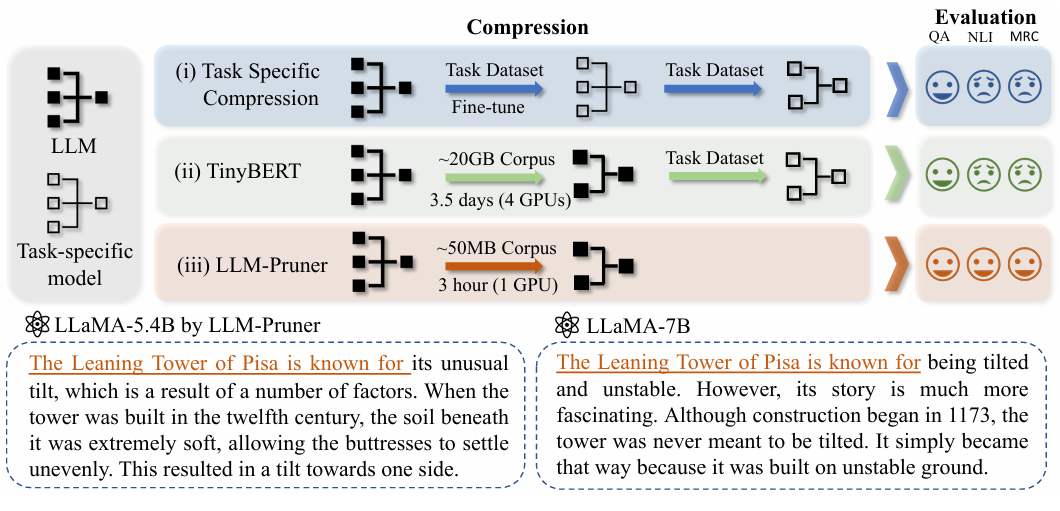 Compression
Evaluation
QA NLI MRC
LLM
Task-specific
model
(i) Task Specific
Compression
Task Dataset
Fine-tune
Task Dataset
(ii) TinyBERT
~20GB Corpus
3.5 days (4 GPUs)
Task Dataset
(iii) LLM-Pruner
~50MB Corpus
3 hour (1 GPU)
LLaMA-5.4B by LLM-Pruner
The Leaning Tower of Pisa is known for its unusual
tilt, which is a result of a number of factors. When the
tower was built in the twelfth century, the soil beneath
it was extremely soft, allowing the buttresses to settle
unevenly. This resulted in a tilt towards one side.
LLaMA-7B
The Leaning Tower of Pisa is known for being tilted
and unstable. However, its story is much more
fascinating. Although construction began in 1173, the
tower was never meant to be tilted. It simply became
that way because it was built on unstable ground.